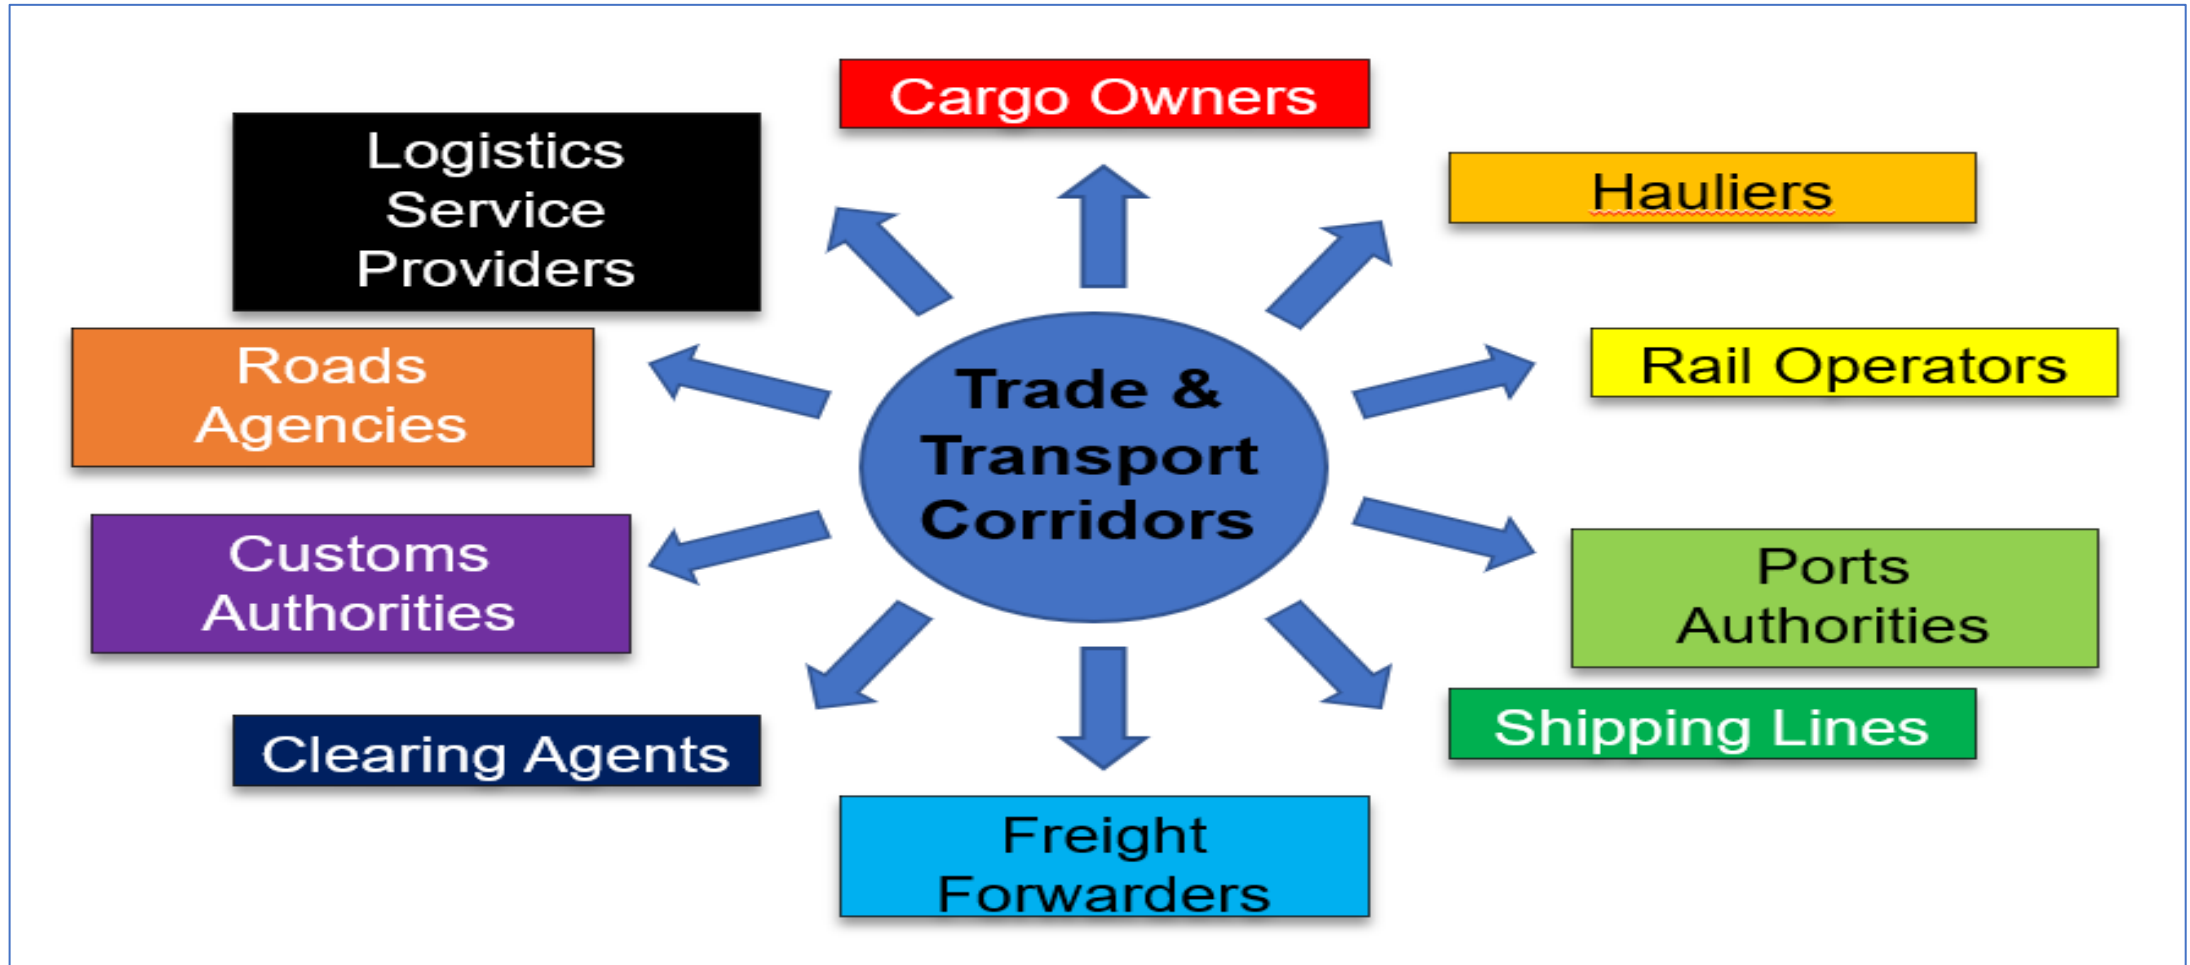 Cargo Owners
Logistics
Service
Providers
Hauliers
Roads
Agencies
Rail Operators
Trade &
Transport
Corridors
Customs
Authorities
Ports
Authorities
Clearing Agents
Shipping Lines
Freight
Forwarders